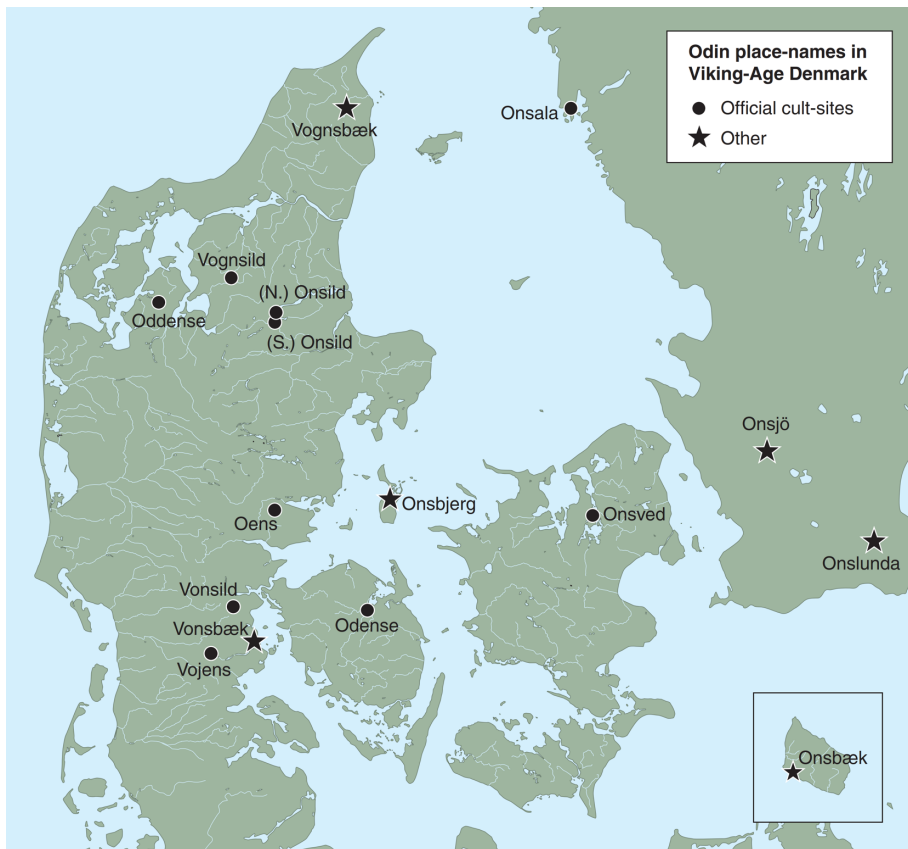 Odin place-names in
Viking-Age Denmark
Official cult-sites
Other
Vognsbæk
Onsala
Vognsild
(N.) Onsild
Oddense
(S.) Onsild
Onsjö
Onsbjerg
Oens
Onsved
Onslunda
Vonsild
Vonsbæk
Odense
Vojens
Onsbæk